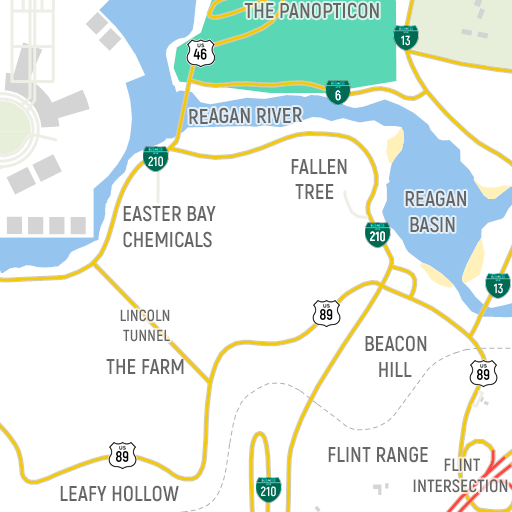 THE PANOPTICON
13
US
46
6
REAGAN RIVER
210
FALLEN
TREE
REAGAN
BASIN
EASTER BAY
CHEMICALS
210
13
LINCOLN
TUNNEL
US
89
THE FARM
BEACON
HILL
US
89
US
89
FLINT RANGE
FLINT
INTERSECTION
LEAFY HOLLOW
210